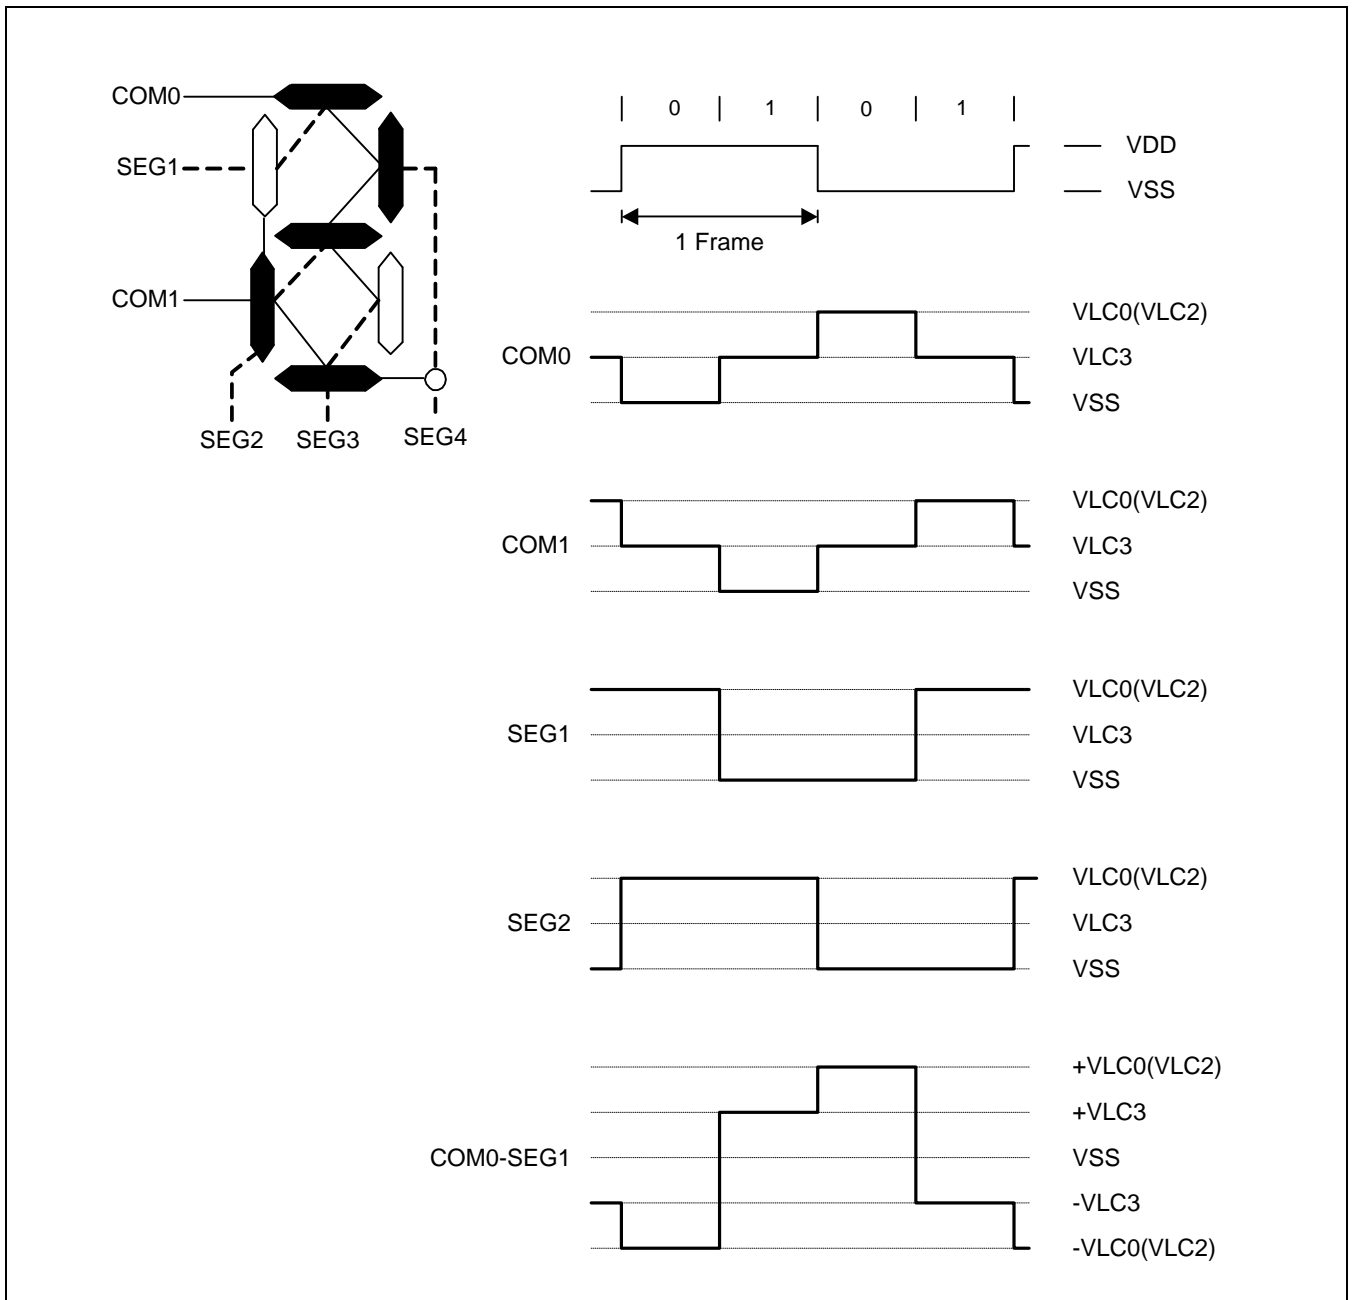 COM0
SEG1
COM1
SEG2 SEG3 SEG4
0 1 0 1
VDD
VSS
1 Frame
COM0
VLC0(VLC2)
VLC3
VSS
COM1
VLC0(VLC2)
VLC3
VSS
SEG1
VLC0(VLC2)
VLC3
VSS
SEG2
VLC0(VLC2)
VLC3
VSS
COM0-SEG1
+VLC0(VLC2)
+VLC3
VSS
-VLC3
-VLC0(VLC2)